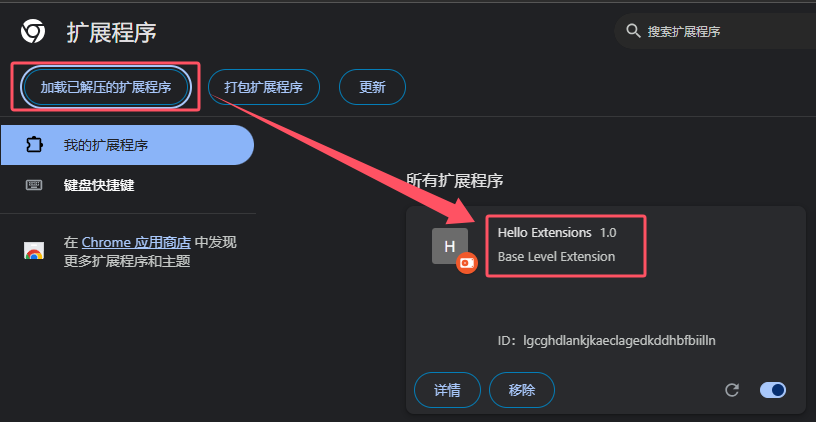 扩展程序
搜索扩展程序
加载已解压的扩展程序
打包扩展程序
更新
我的扩展程序
键盘快捷键
在 Chrome 应用商店 中发现
更多扩展程序和主题
所有扩展程序
H
Hello Extensions 1.0
Base Level Extension
ID：lgcghdlankjkaeclagedkddhbfbiilln
详情
移除